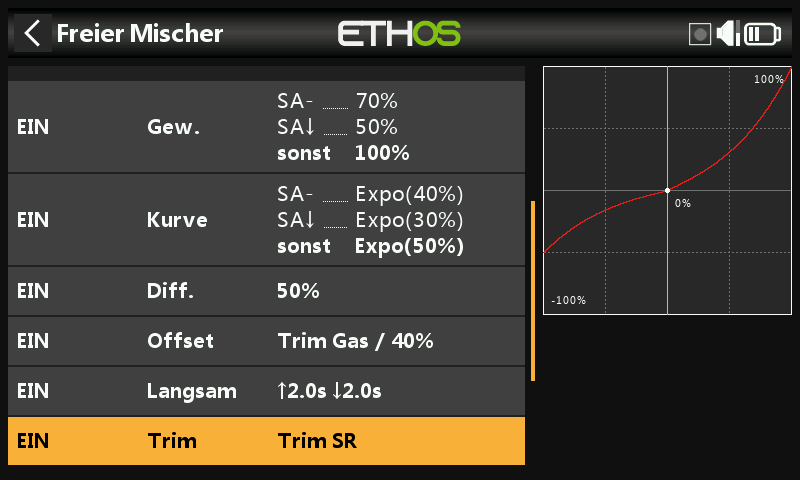 Freier Mischer
ETHOS
EIN Gew. SA- ...... 70%
SA↓ ...... 50%
sonst 100%
EIN Kurve SA- ...... Expo(40%)
SA↓ ...... Expo(30%)
sonst Expo(50%)
EIN Diff. 50%
EIN Offset Trim Gas / 40%
EIN Langsam ↑2.0s ↓2.0s
EIN Trim Trim SR
100%
0%
-100%